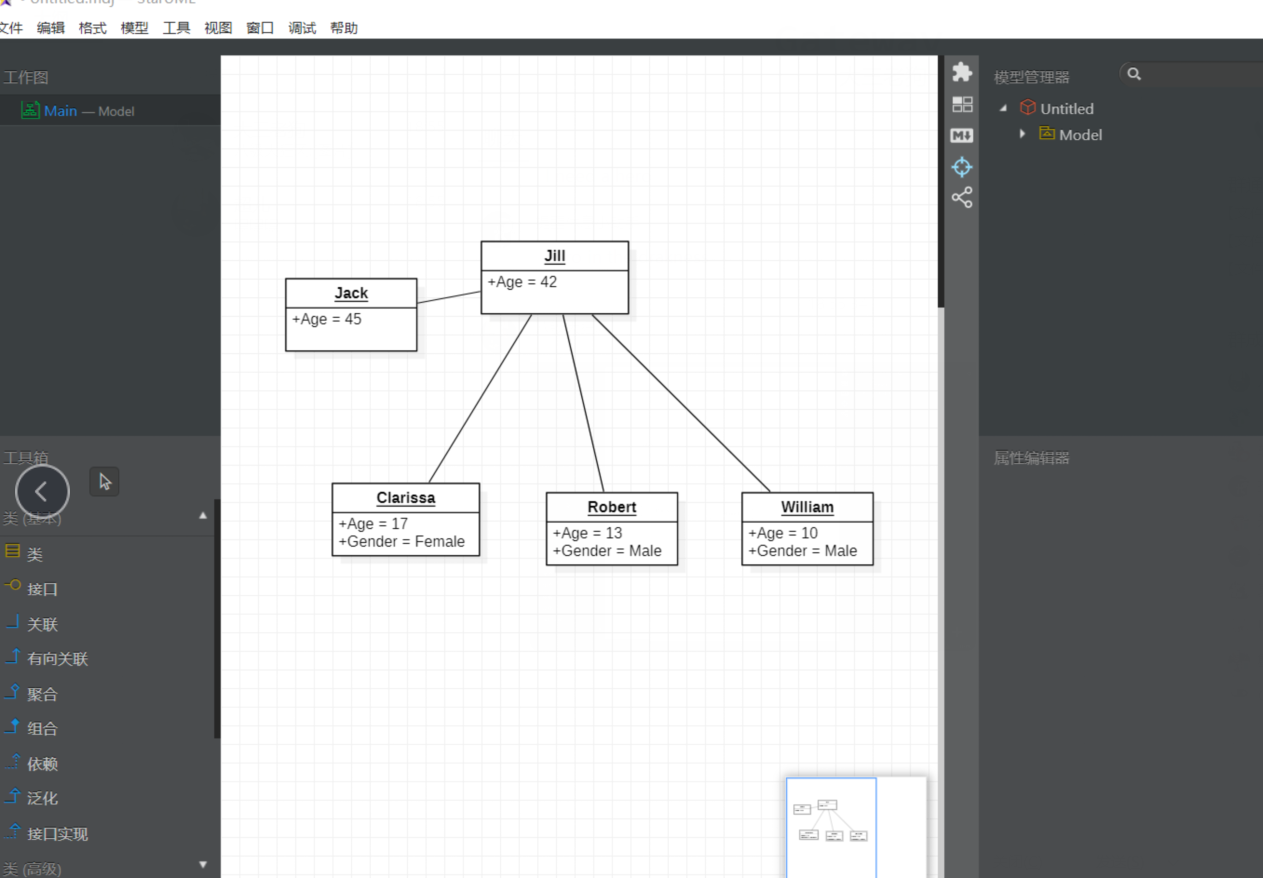 Untitled.mdj — StarUML
文件 编辑 格式 模型 工具 视图 窗口 调试 帮助
工作图
Main — Model
工具箱
类 (基本)
类
接口
关联
有向关联
聚合
组合
依赖
泛化
接口实现
类 (高级)
Jill
+Age = 42
Jack
+Age = 45
Clarissa
+Age = 17
+Gender = Female
Robert
+Age = 13
+Gender = Male
William
+Age = 10
+Gender = Male
M
模型管理器
Untitled
Model
属性编辑器